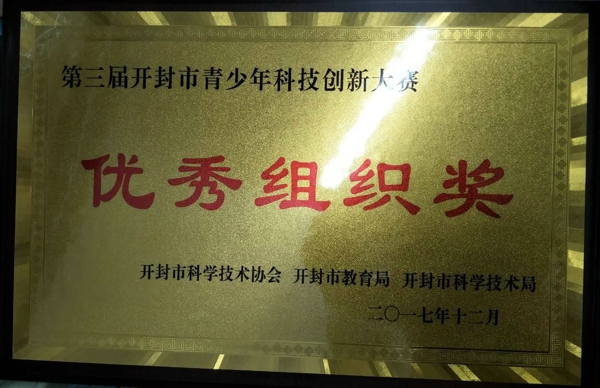 第三届开封市青少年科技创新大赛
优秀组织奖
开封市科学技术协会 开封市教育局 开封市科学技术局
二〇一七年十二月